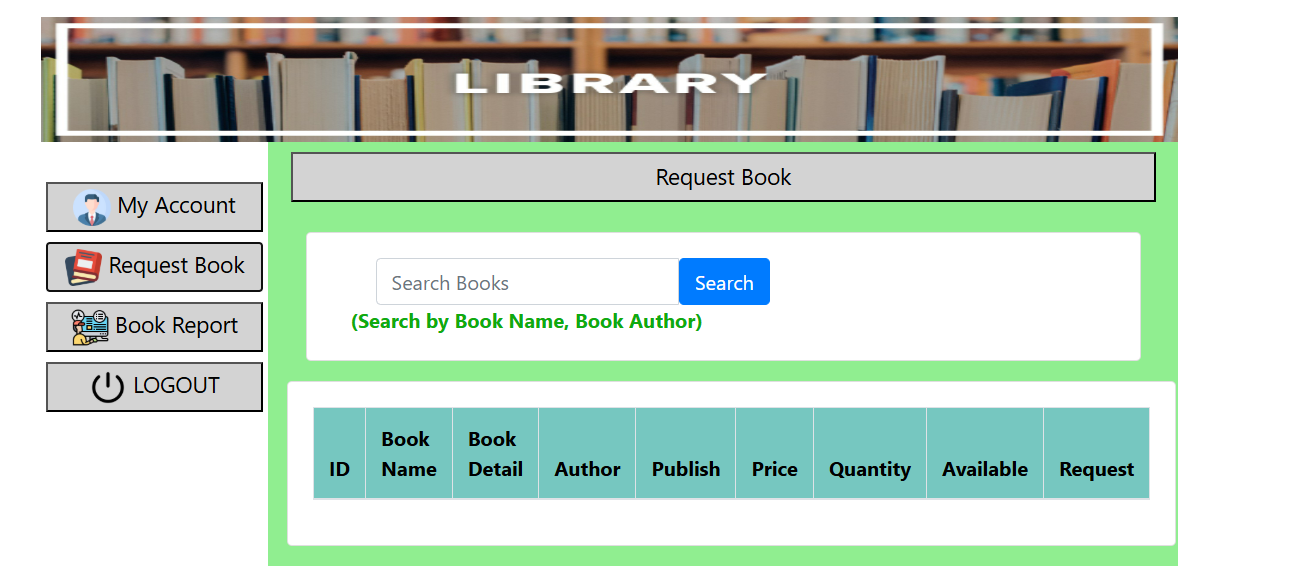 LIBRARY
My Account
Request Book
Book Report
LOGOUT
Request Book
Search Books
Search
(Search by Book Name, Book Author)
ID
Book
Name
Book
Detail
Author
Publish
Price
Quantity
Available
Request